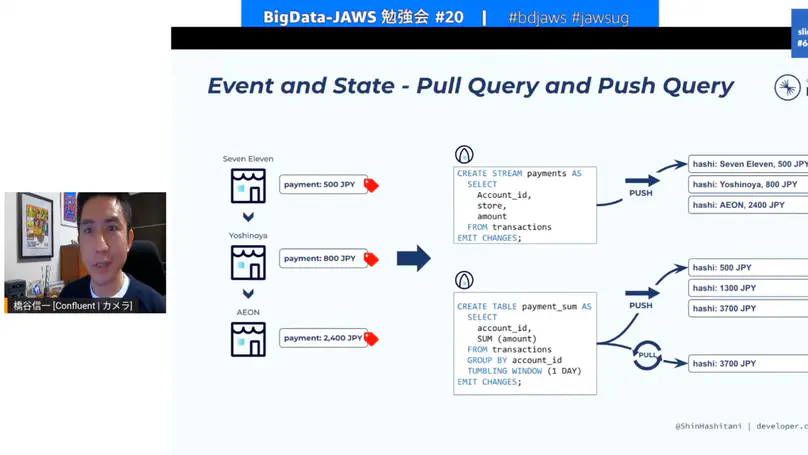 BigData-JAWS 勉強会 #20 | #bdjaws #jawsug
Event and State - Pull Query and Push Query
Seven Eleven
payment: 500 JPY
Yoshinoya
payment: 800 JPY
AEON
payment: 2,400 JPY
CREATE STREAM payments AS
SELECT
Account_id,
store,
amount
FROM transactions
EMIT CHANGES;
PUSH
hashi: Seven Eleven, 500 JPY
hashi: Yoshinoya, 800 JPY
hashi: AEON, 2400 JPY
CREATE TABLE payment_sum AS
SELECT
account_id,
SUM (amount)
FROM transactions
GROUP BY account_id
TUMBLING WINDOW (1 DAY)
EMIT CHANGES;
PUSH
hashi: 500 JPY
hashi: 1300 JPY
hashi: 3700 JPY
PULL
hashi: 3700 JPY
橋谷信一 [Confluent | カメラ]
@ShinHashitani | developer.c